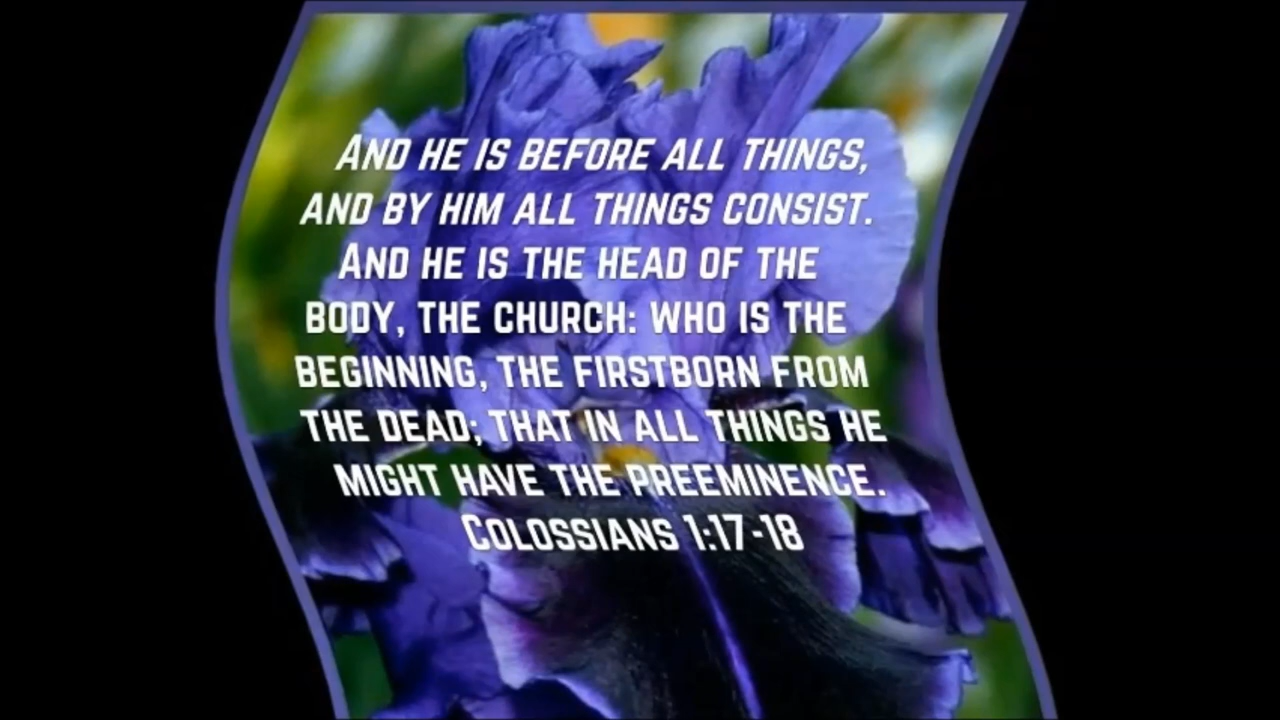 And he is before all things,
and by him all things consist.
And he is the head of the
body, the church: who is the
beginning, the firstborn from
the dead; that in all things he
might have the preeminence.
Colossians 1:17-18